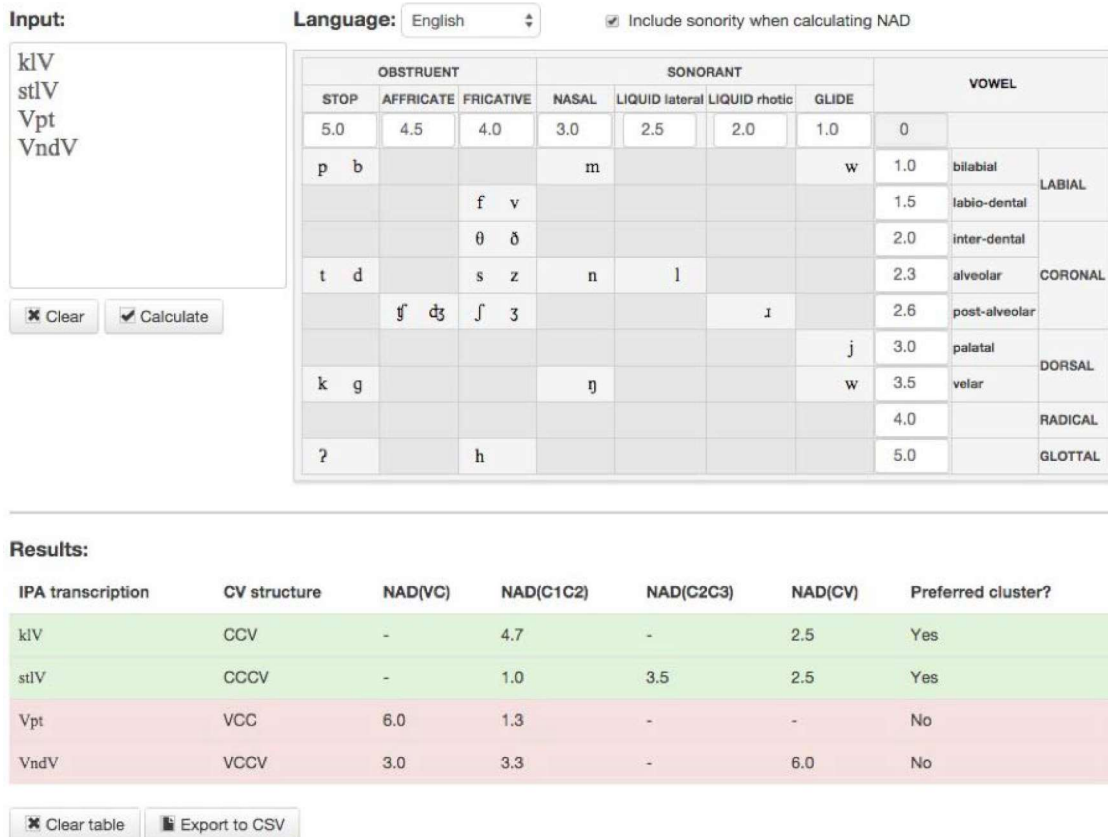 Input: Language: English Include sonority when calculating NAD
klV
stlV
Vpt
VndV
Clear Calculate
OBSTRUENT SONORANT VOWEL
STOP AFFRICATE FRICATIVE NASAL LIQUID lateral LIQUID rhotic GLIDE
5.0 4.5 4.0 3.0 2.5 2.0 1.0 0
p b m w 1.0 bilabial LABIAL
f v 1.5 labio-dental
θ ð 2.0 inter-dental
t d s z n l 2.3 alveolar CORONAL
ʧ ʤ ʃ ʒ ɹ 2.6 post-alveolar
j 3.0 palatal DORSAL
k g ŋ w 3.5 velar
4.0 RADICAL
ʔ h 5.0 GLOTTAL
Results:
IPA transcription CV structure NAD(VC) NAD(C1C2) NAD(C2C3) NAD(CV) Preferred cluster?
klV CCV - 4.7 - 2.5 Yes
stlV CCCV - 1.0 3.5 2.5 Yes
Vpt VCC 6.0 1.3 - - No
VndV VCCV 3.0 3.3 - 6.0 No
Clear table Export to CSV